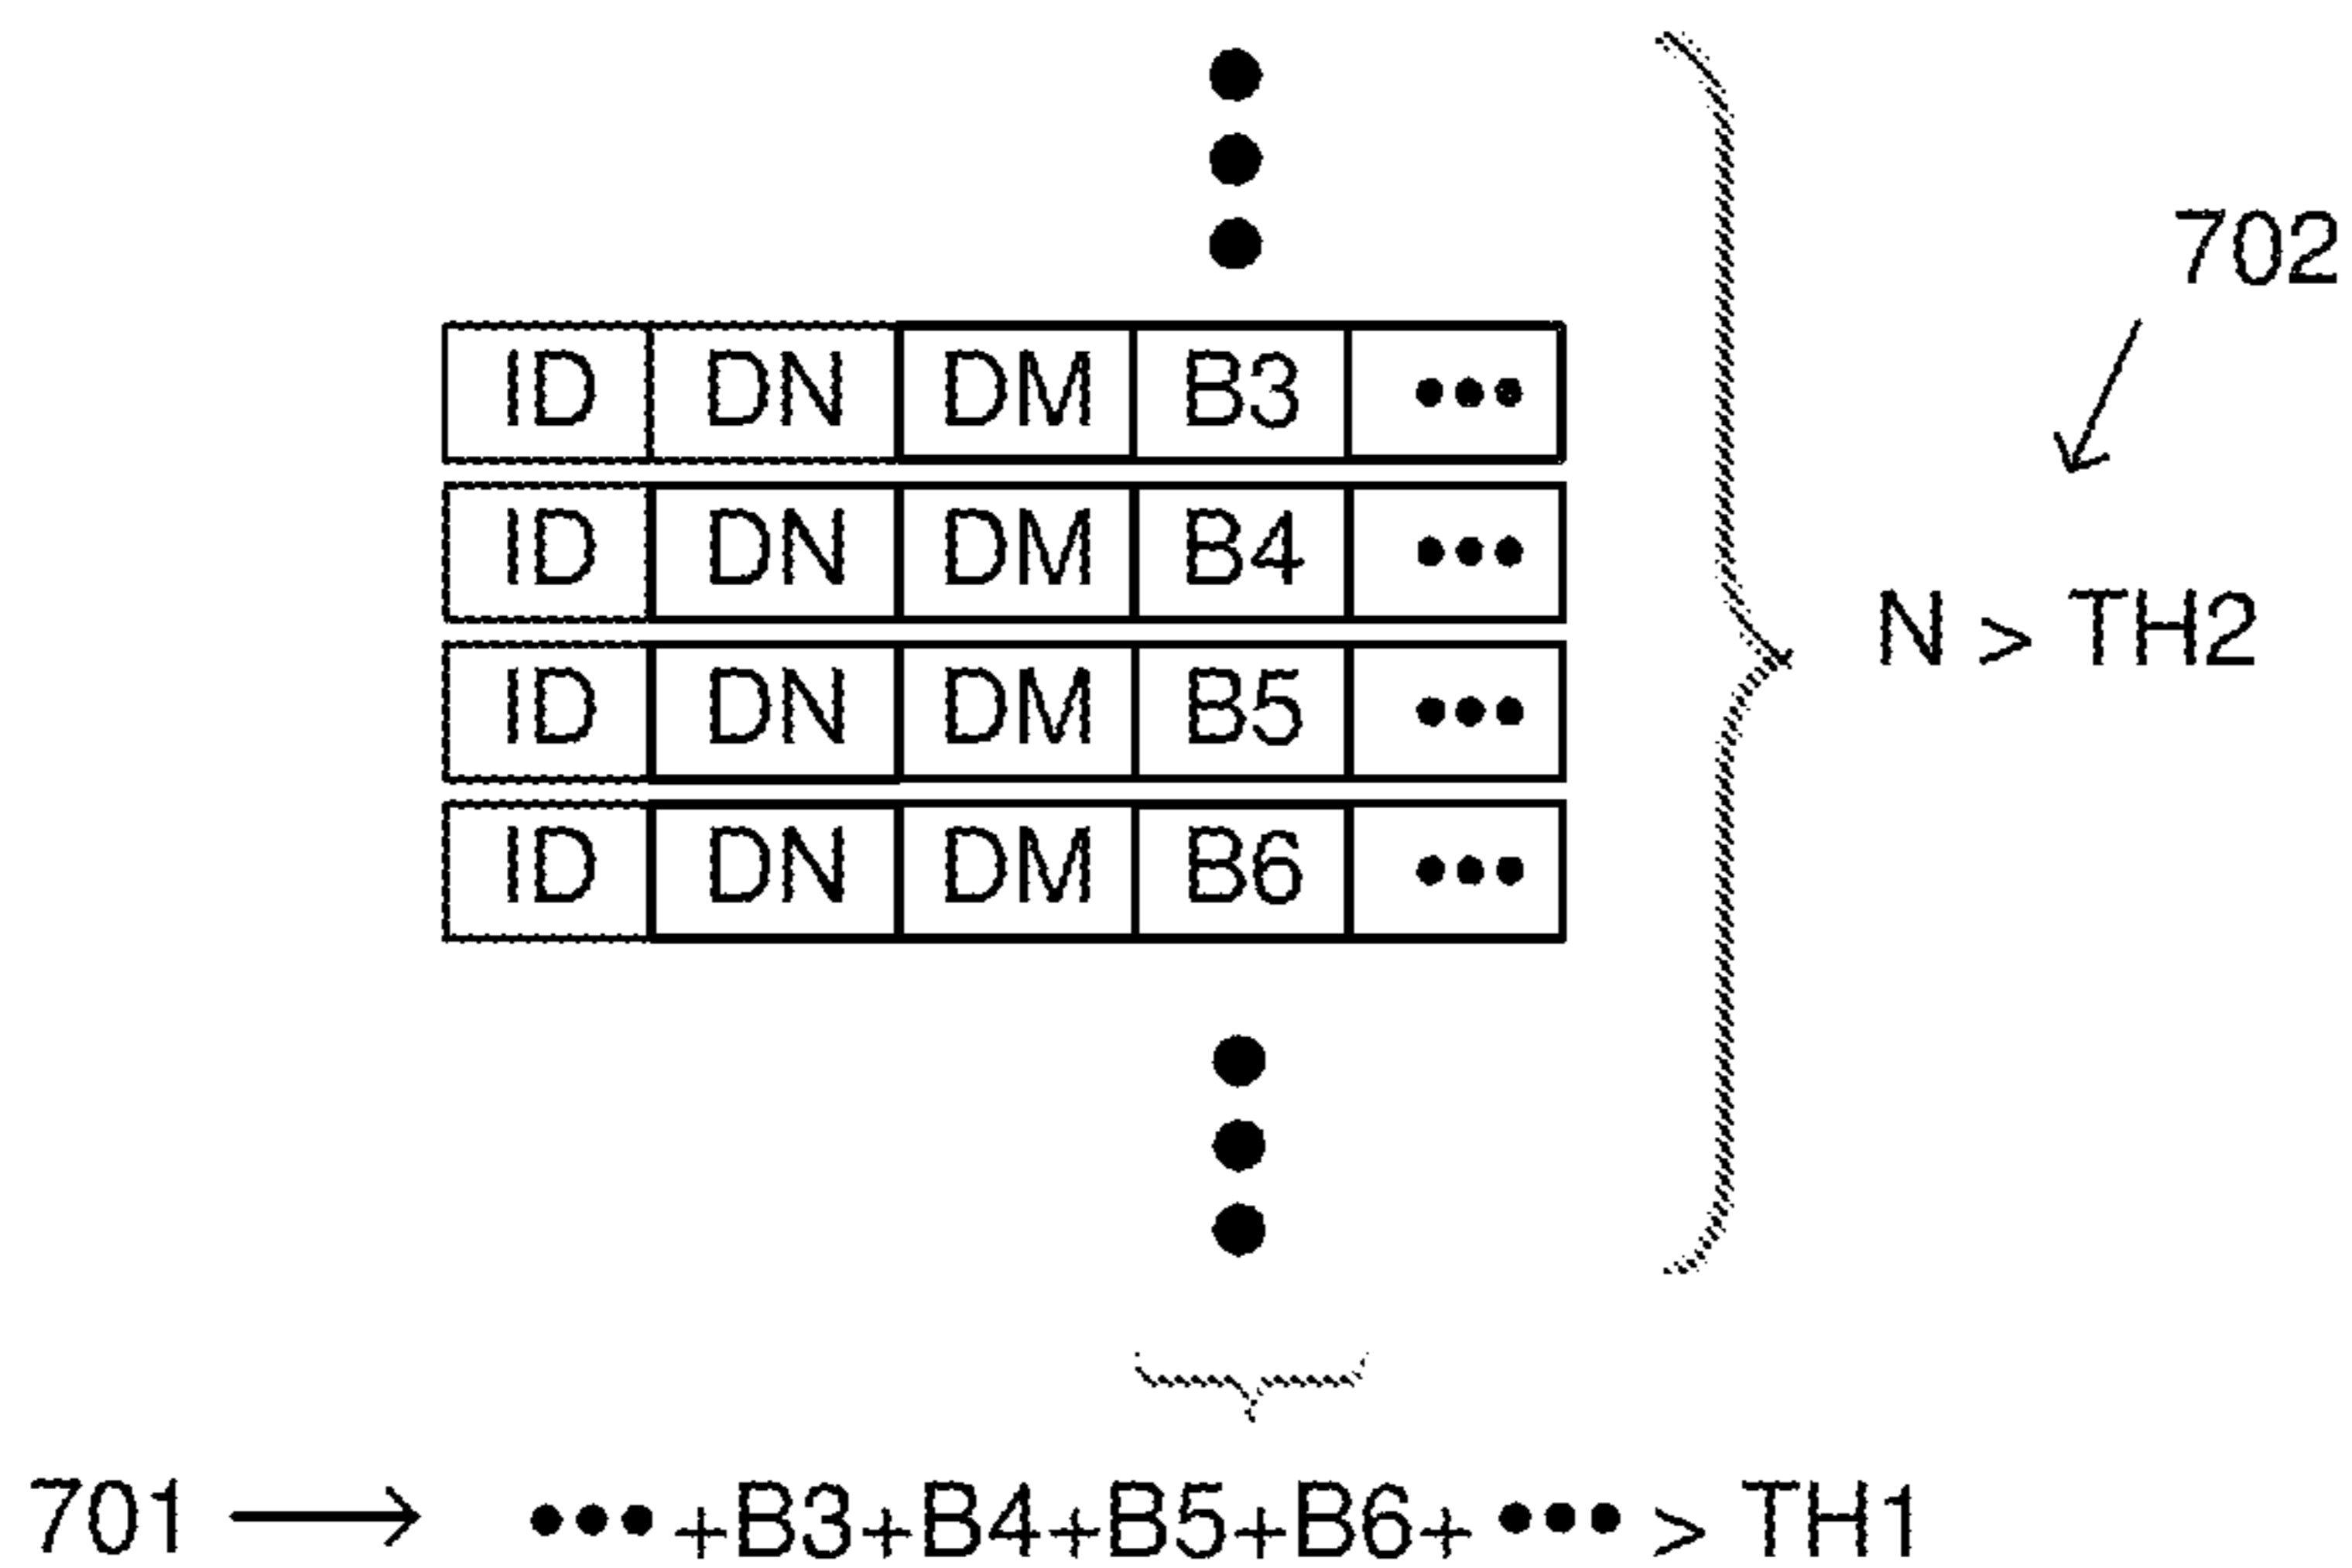 702
ID DN DM B3 •••
ID DN DM B4 •••
N > TH2
ID DN DM B5 •••
ID DN DM B6 •••
701 ••• +B3+B4+B5+B6+ ••• > TH1